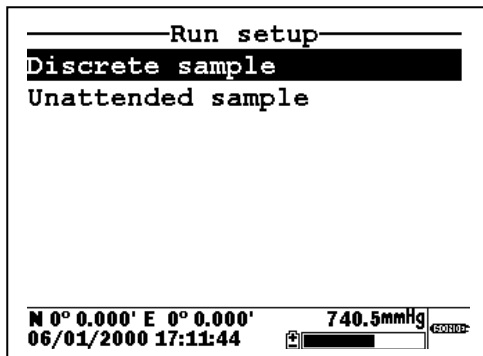 Run setup
Discrete sample
Unattended sample
N 0° 0.000' E 0° 0.000' 740.5mmHg
06/01/2000 17:11:44
SONDE